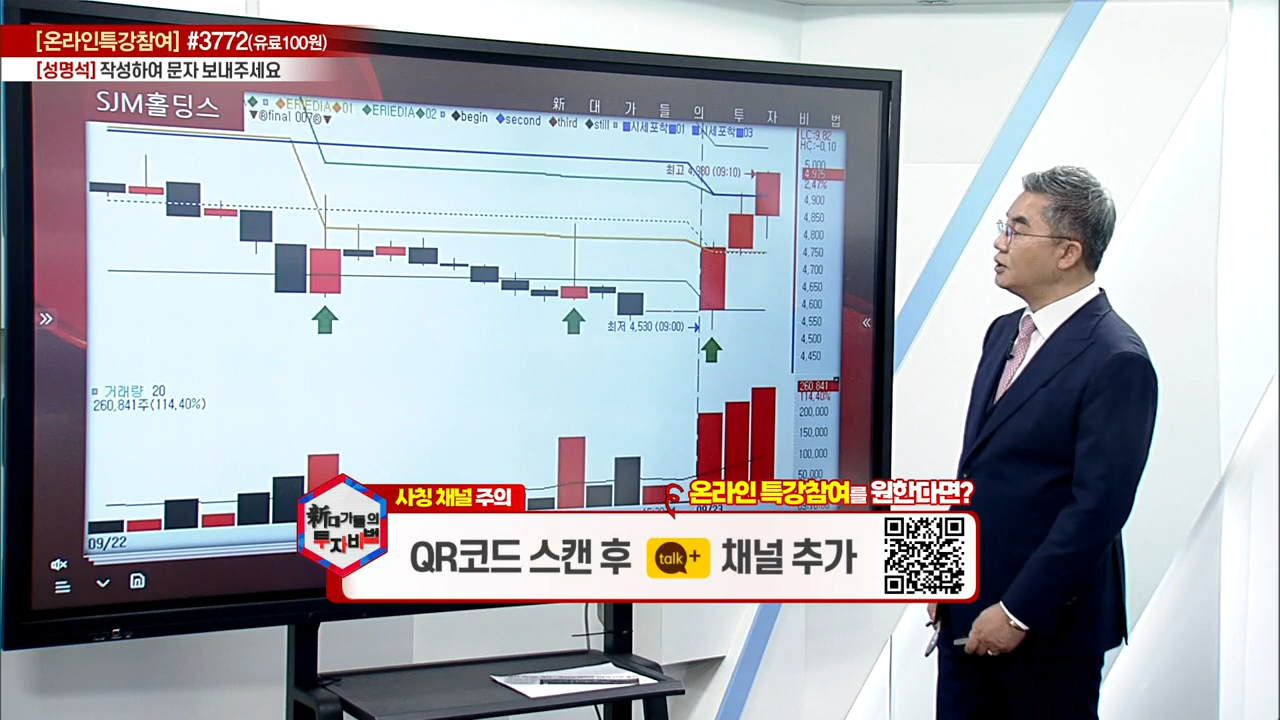 [온라인특강참여] #3772(유료100원)
[성명석] 작성하여 문자 보내주세요
SJM홀딩스
新 대 가 들 의 투 자 비 법
ERIEDIA◆01 ◆ERIEDIA◆02 ¤ ◆begin ◆second ◆third ◆still ¤ ■시세포착■01 ■시세포착■03
▼®final 007®▼
LC:9.82
HC:-0.10
최고 4,980 (09:10)
5,000
4,975
2,47%
4,900
4,850
4,800
4,750
4,700
4,650
4,600
4,550
4,500
4,450
최저 4,530 (09:00)
거래량 20
260,841주(114,40%)
260,841
114,40%
200,000
150,000
100,000
50,000
09/22
09/23
사칭 채널 주의
온라인 특강참여를 원한다면?
新대가들의
투자비법
QR코드 스캔 후 talk+ 채널 추가